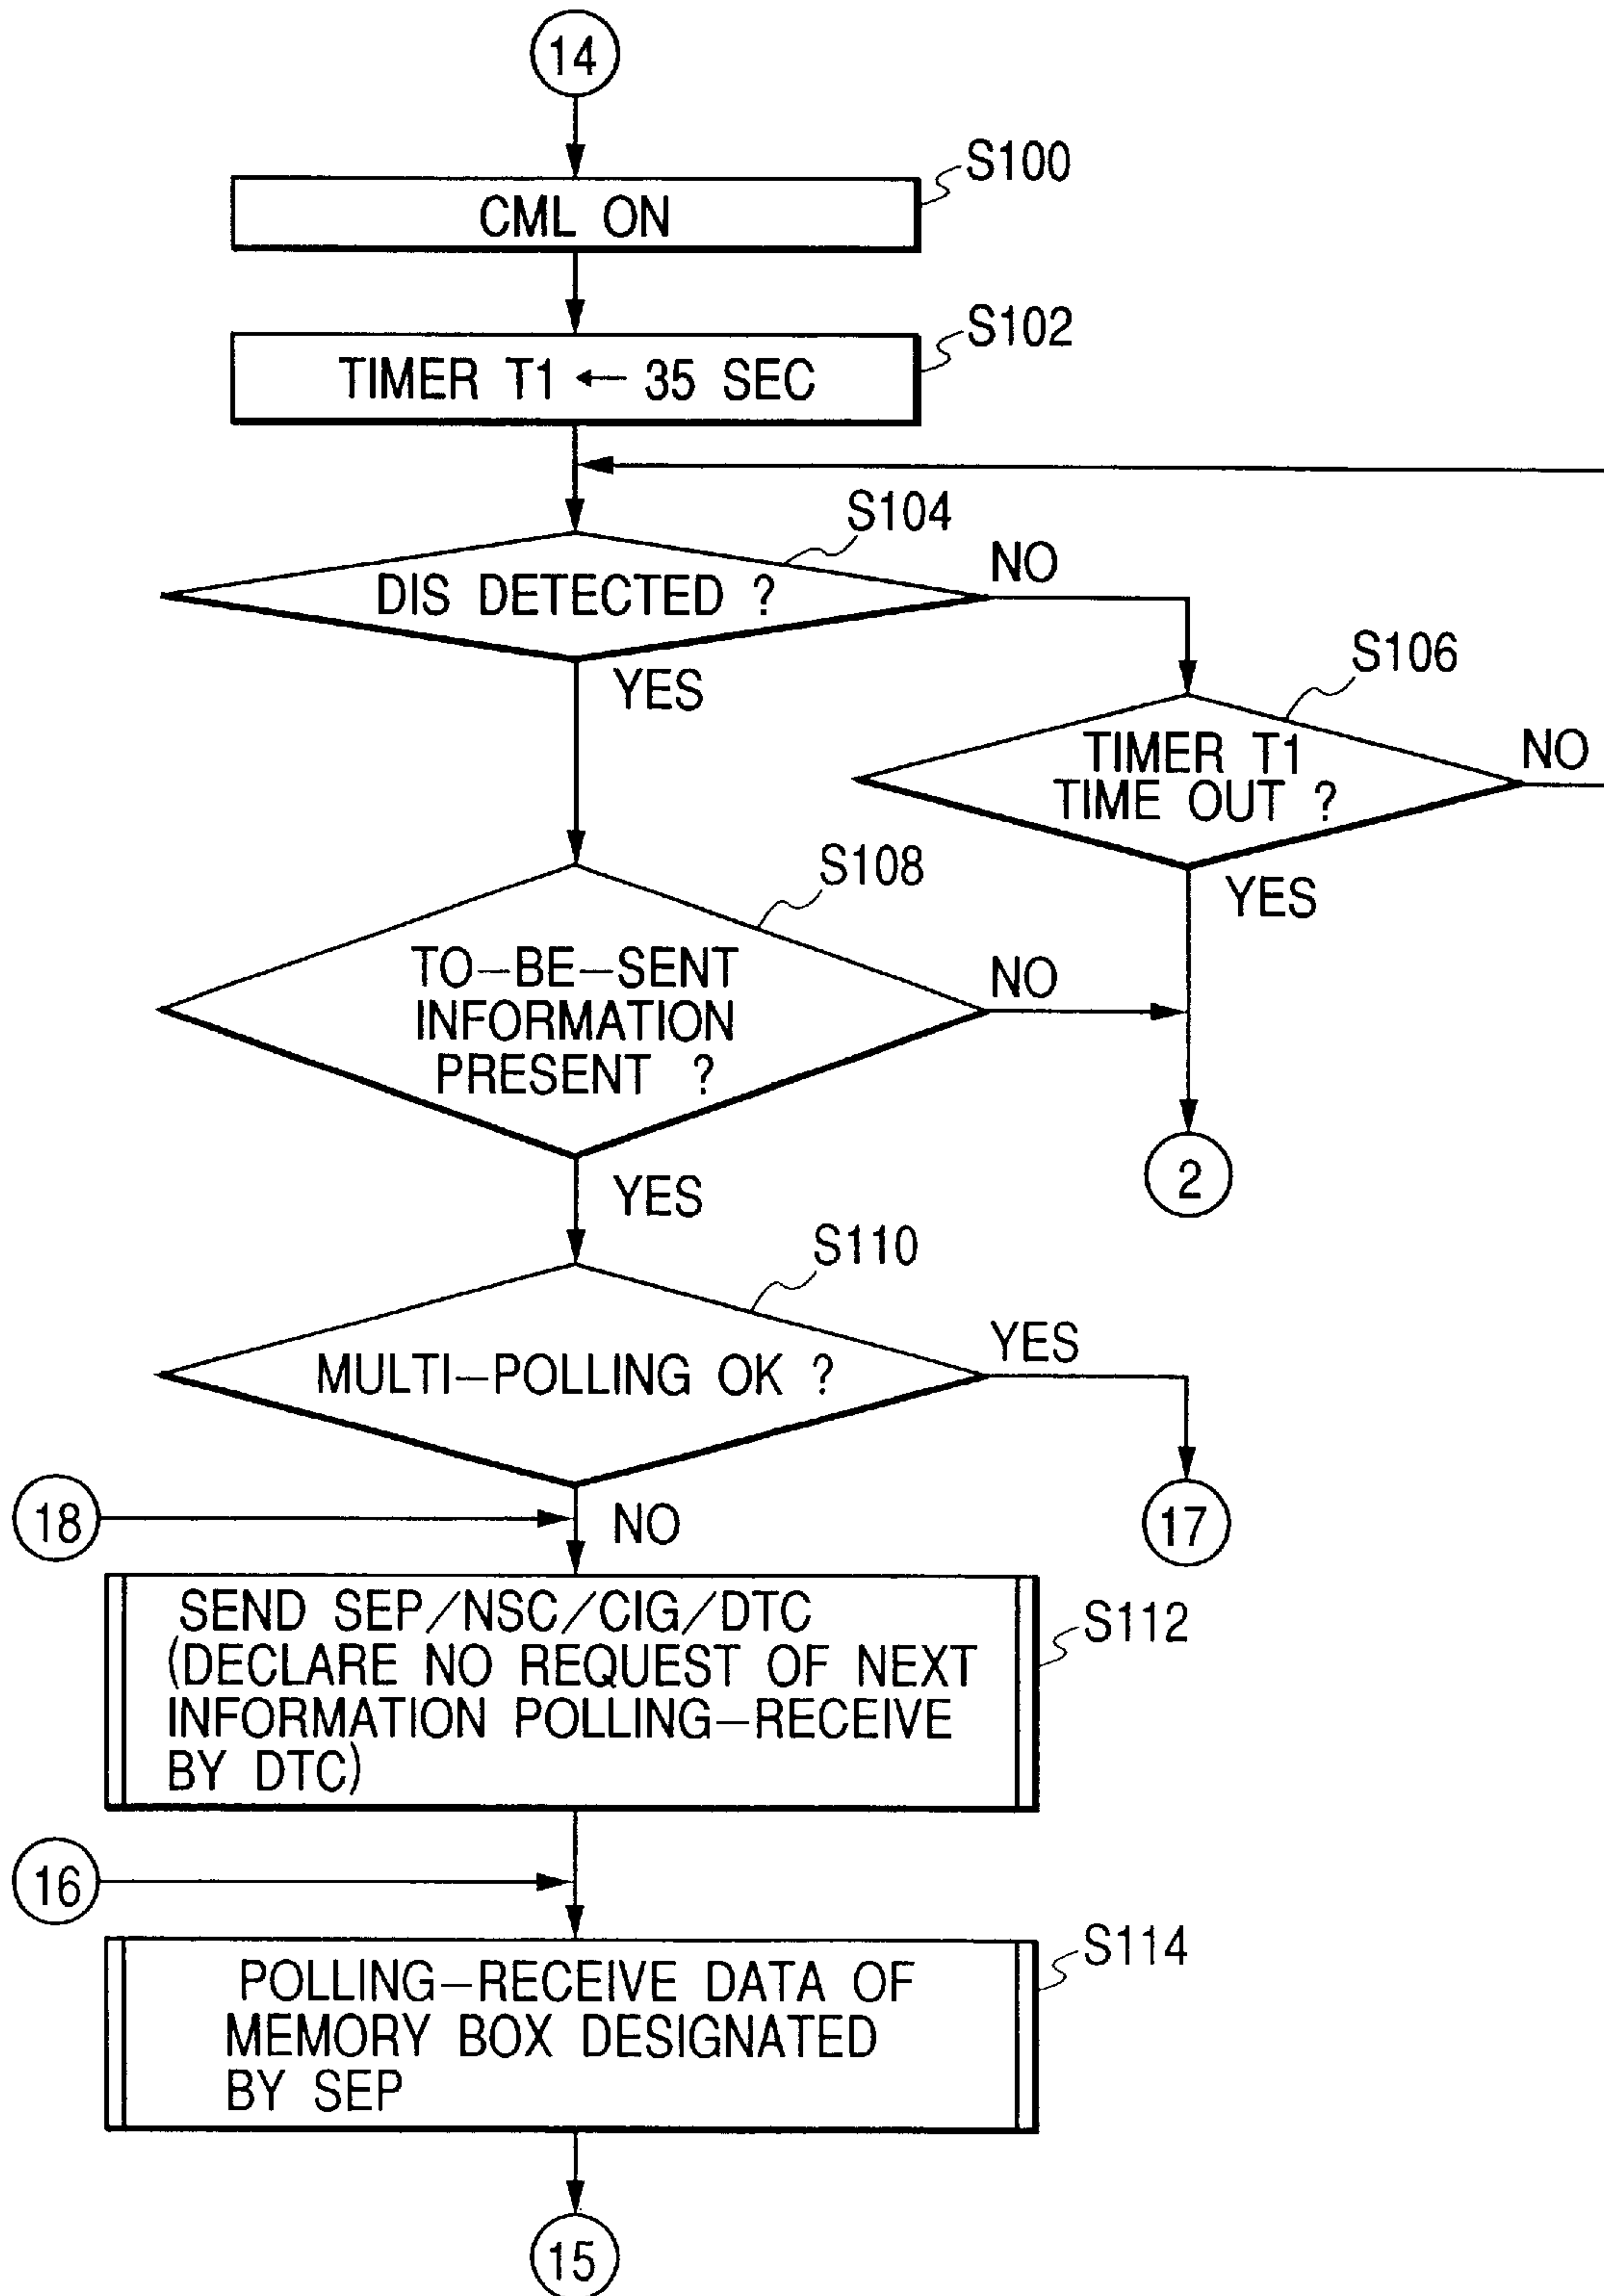 14
S100
CML ON
S102
TIMER T1 ← 35 SEC
S104
DIS DETECTED ?
NO
YES
S106
TIMER T1
TIME OUT ?
NO
YES
S108
TO-BE-SENT
INFORMATION
PRESENT ?
NO
YES
2
S110
MULTI-POLLING OK ?
YES
17
18
NO
SEND SEP/NSC/CIG/DTC
(DECLARE NO REQUEST OF NEXT
INFORMATION POLLING-RECEIVE
BY DTC)
S112
16
POLLING-RECEIVE DATA OF
MEMORY BOX DESIGNATED
BY SEP
S114
15